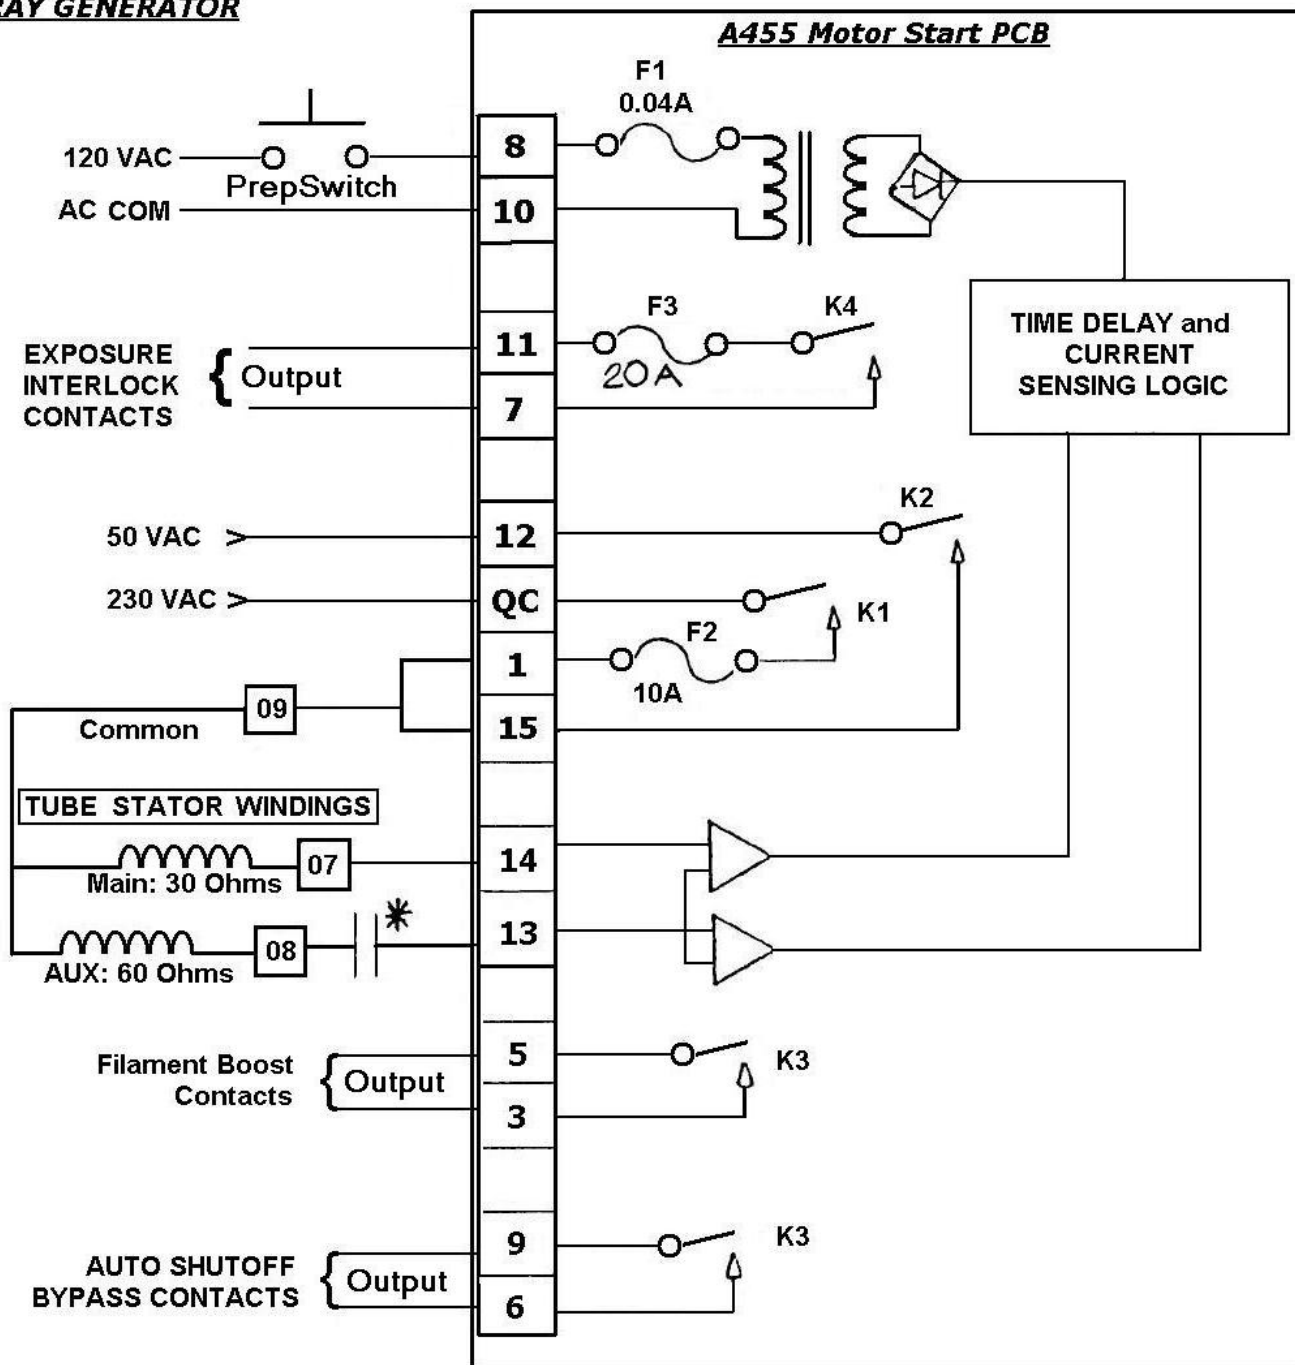 RAY GENERATOR
A455 Motor Start PCB
F1
0.04A
120 VAC
PrepSwitch
8
AC COM
10
EXPOSURE
INTERLOCK
CONTACTS
Output
11
7
F3
20A
K4
TIME DELAY and
CURRENT
SENSING LOGIC
50 VAC
12
K2
230 VAC
QC
K1
1
F2
10A
15
09
Common
TUBE STATOR WINDINGS
07
Main: 30 Ohms
14
08
AUX: 60 Ohms
*
13
Filament Boost
Contacts
Output
5
3
K3
AUTO SHUTOFF
BYPASS CONTACTS
Output
9
6
K3